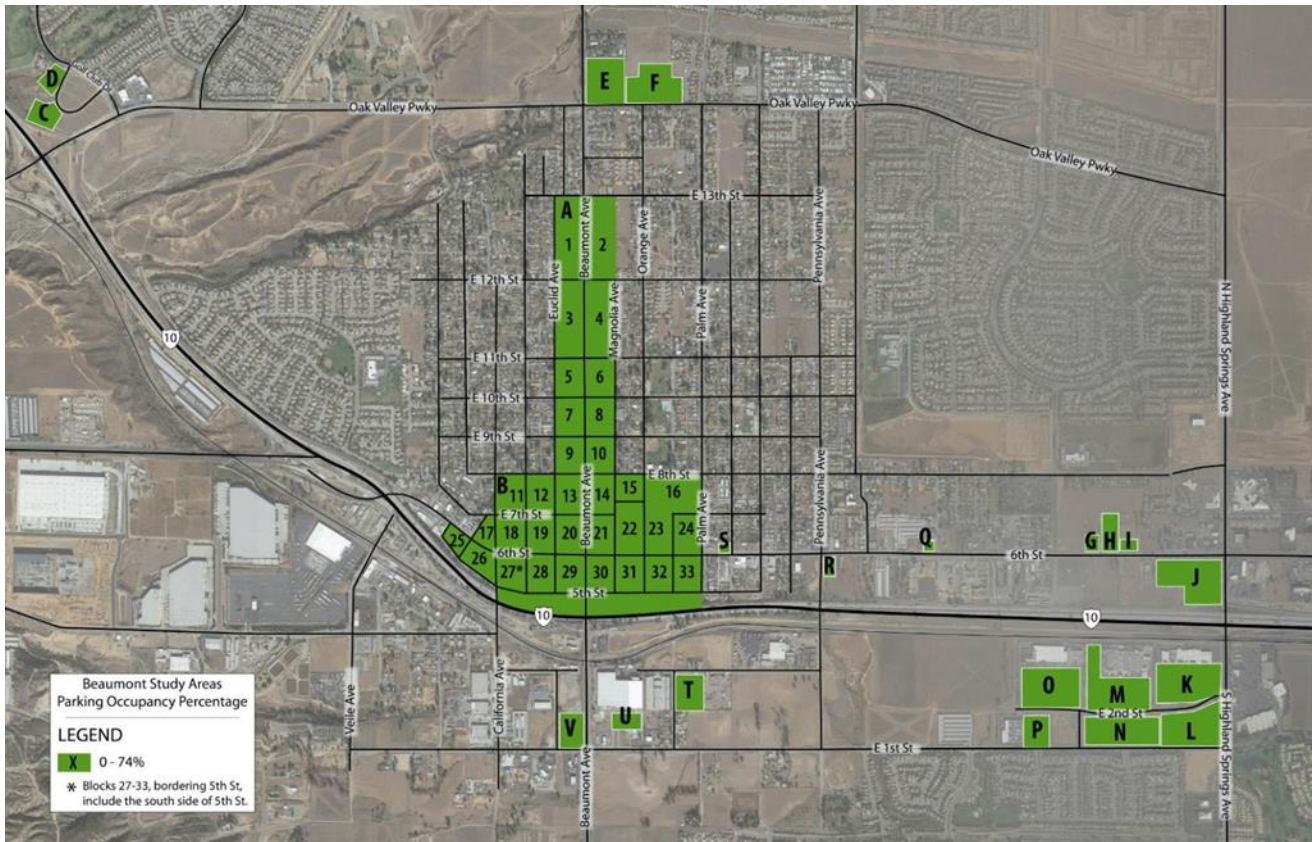 D
C
E
F
Oak Valley Pwky
Oak Valley Pwky
Oak Valley Pwky
E 13th St
A
1
2
Euclid Ave
Beaumont Ave
Orange Ave
Pennsylvania Ave
E 12th St
3
4
Magnolia Ave
Palm Ave
N Highland Springs Ave
10
E 11th St
5
6
E 10th St
7
8
E 9th St
9
10
E 8th St
B
11
12
13
14
15
16
E 7th St
Beaumont Ave
Palm Ave
Pennsylvania Ave
25
17
18
19
20
21
22
23
24
S
Q
G
H
I
26
6th St
6th St
27*
28
29
30
31
32
33
R
J
5th St
10
10
O
M
K
T
E 2nd St
V
U
P
N
L
Veile Ave
California Ave
Beaumont Ave
E 1st St
S Highland Springs Ave
Beaumont Study Areas
Parking Occupancy Percentage
LEGEND
X 0 - 74%
* Blocks 27-33, bordering 5th St,
include the south side of 5th St.